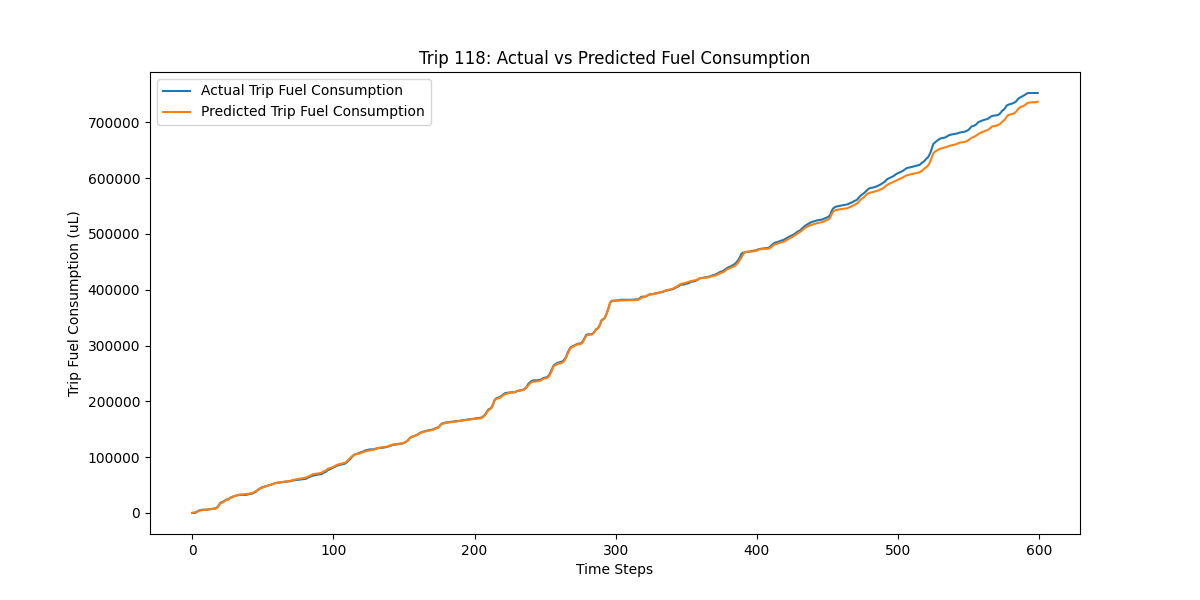 Trip 118: Actual vs Predicted Fuel Consumption
Actual Trip Fuel Consumption
Predicted Trip Fuel Consumption
Trip Fuel Consumption (uL)
700000
600000
500000
400000
300000
200000
100000
0
0 100 200 300 400 500 600
Time Steps